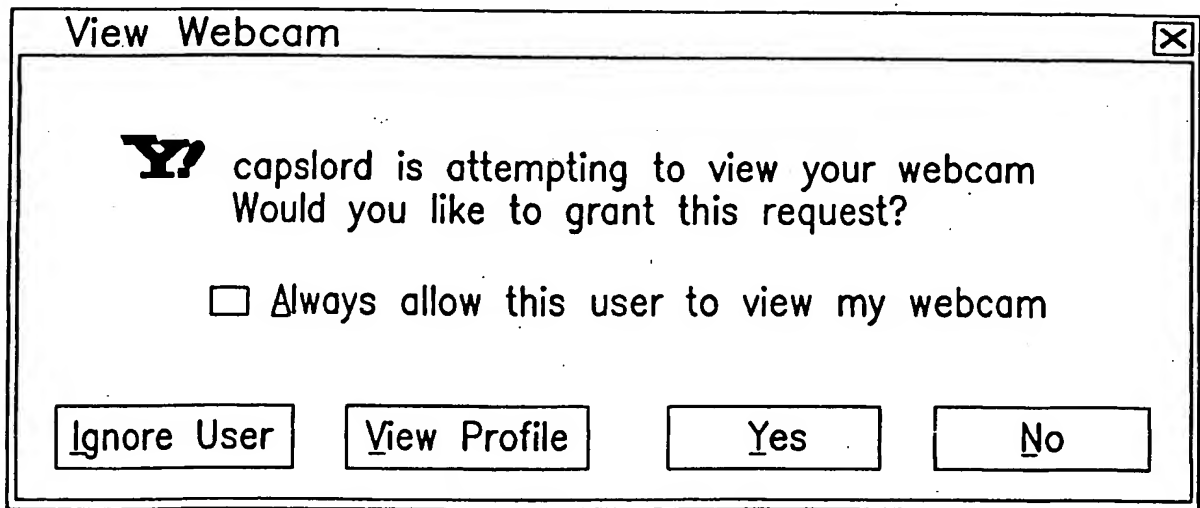 View Webcam
Y! capslord is attempting to view your webcam
Would you like to grant this request?
Always allow this user to view my webcam
Ignore User View Profile Yes No